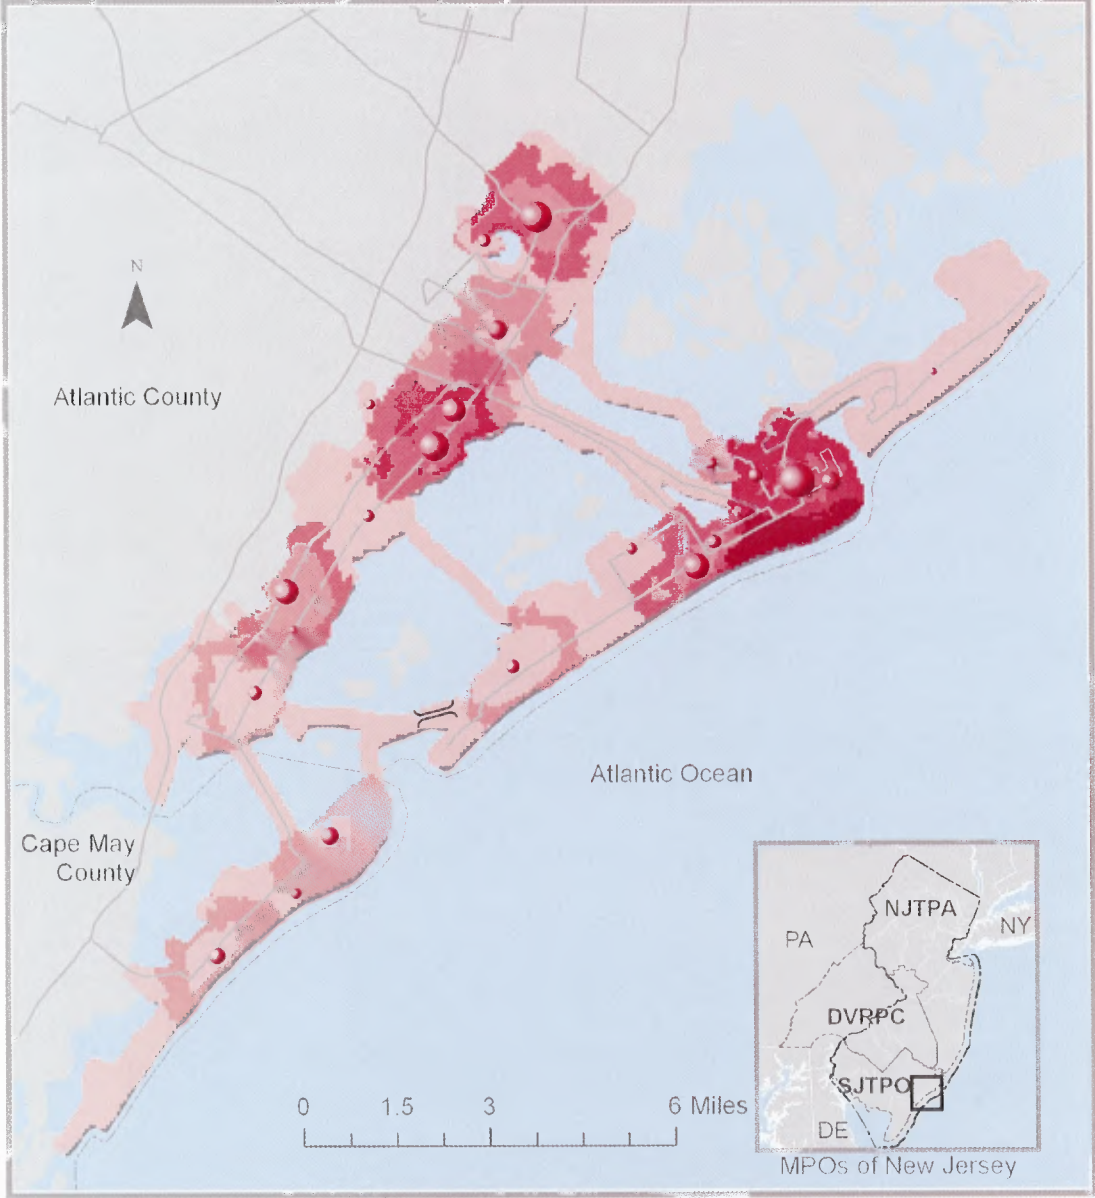 N
Atlantic County
Atlantic Ocean
Cape May
County
0 1.5 3 6 Miles
NJTPA
PA
NY
DVRPC
SJTPO
DE
MPOs of New Jersey